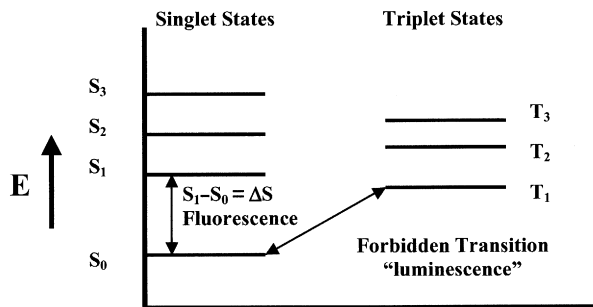 Singlet States
Triplet States
S3
S2
S1
S0
E
S1–S0 = ΔS
Fluorescence
T3
T2
T1
Forbidden Transition
“luminescence”